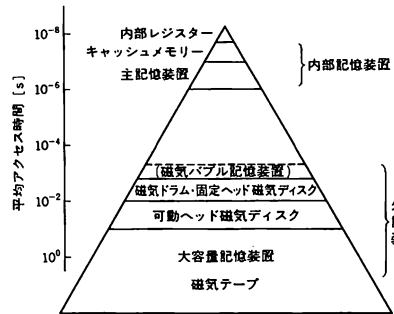 10⁻⁸
10⁻⁶
10⁻⁴
10⁻²
10⁰
平均アクセス時間 [s]
内部レジスター
キャッシュメモリー
主記憶装置
内部記憶装置
(磁気バブル記憶装置)
磁気ドラム・固定ヘッド磁気ディスク
可動ヘッド磁気ディスク
大容量記憶装置
磁気テープ